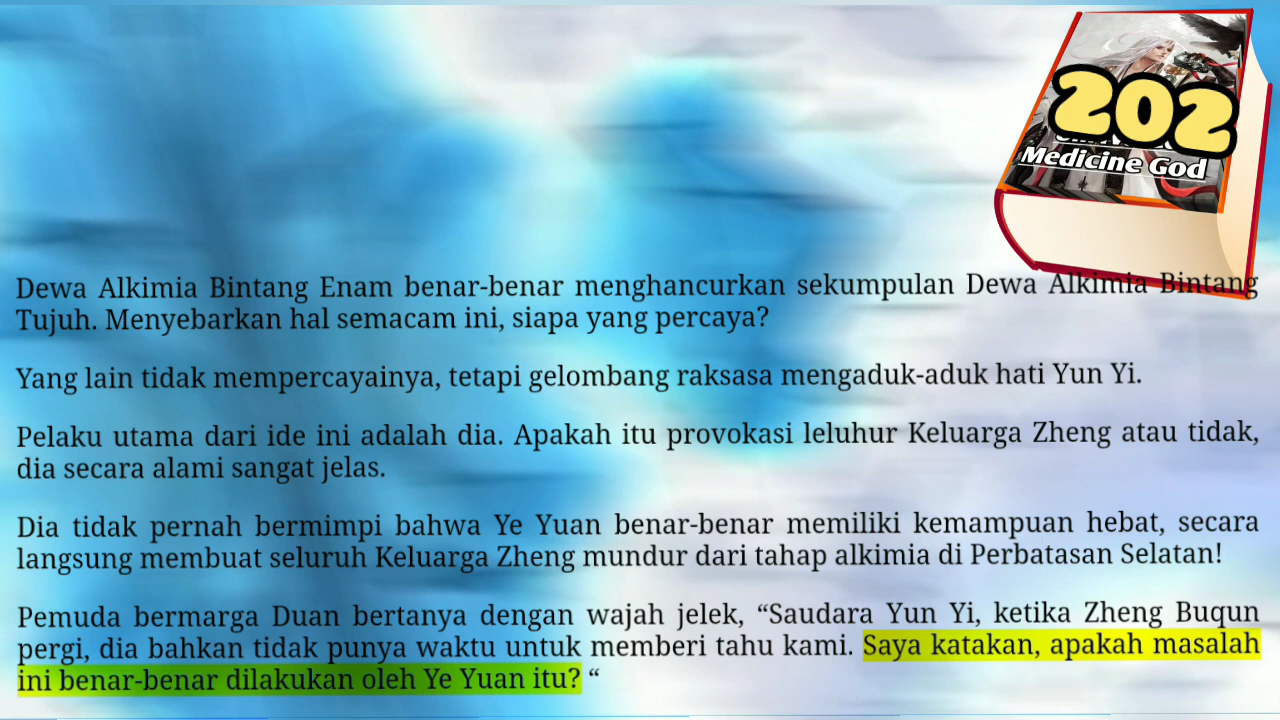 202
Medicine God
Dewa Alkimia Bintang Enam benar-benar menghancurkan sekumpulan Dewa Alkimia Bintang
Tujuh. Menyebarkan hal semacam ini, siapa yang percaya?
Yang lain tidak mempercayainya, tetapi gelombang raksasa mengaduk-aduk hati Yun Yi.
Pelaku utama dari ide ini adalah dia. Apakah itu provokasi leluhur Keluarga Zheng atau tidak,
dia secara alami sangat jelas.
Dia tidak pernah bermimpi bahwa Ye Yuan benar-benar memiliki kemampuan hebat, secara
langsung membuat seluruh Keluarga Zheng mundur dari tahap alkimia di Perbatasan Selatan!
Pemuda bermarga Duan bertanya dengan wajah jelek, “Saudara Yun Yi, ketika Zheng Buqun
pergi, dia bahkan tidak punya waktu untuk memberi tahu kami. Saya katakan, apakah masalah
ini benar-benar dilakukan oleh Ye Yuan itu? “